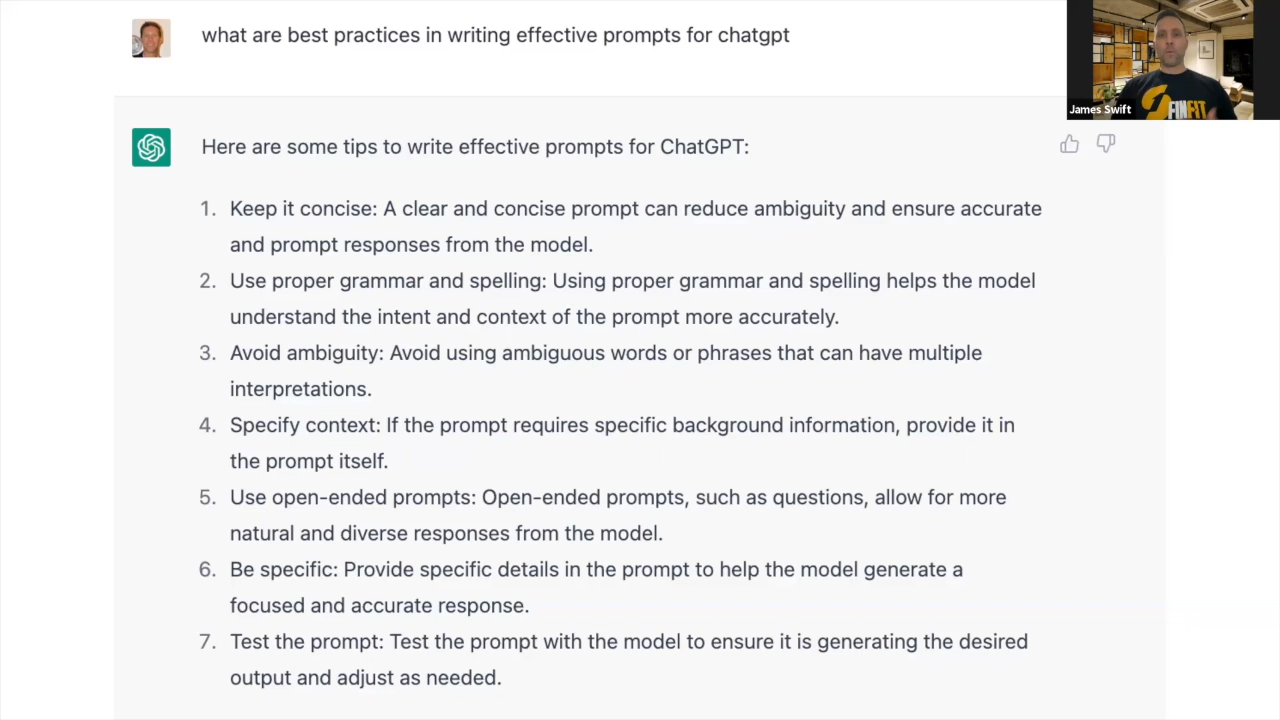 what are best practices in writing effective prompts for chatgpt
James Swift
FINFIT
Here are some tips to write effective prompts for ChatGPT:
1. Keep it concise: A clear and concise prompt can reduce ambiguity and ensure accurate
and prompt responses from the model.
2. Use proper grammar and spelling: Using proper grammar and spelling helps the model
understand the intent and context of the prompt more accurately.
3. Avoid ambiguity: Avoid using ambiguous words or phrases that can have multiple
interpretations.
4. Specify context: If the prompt requires specific background information, provide it in
the prompt itself.
5. Use open-ended prompts: Open-ended prompts, such as questions, allow for more
natural and diverse responses from the model.
6. Be specific: Provide specific details in the prompt to help the model generate a
focused and accurate response.
7. Test the prompt: Test the prompt with the model to ensure it is generating the desired
output and adjust as needed.